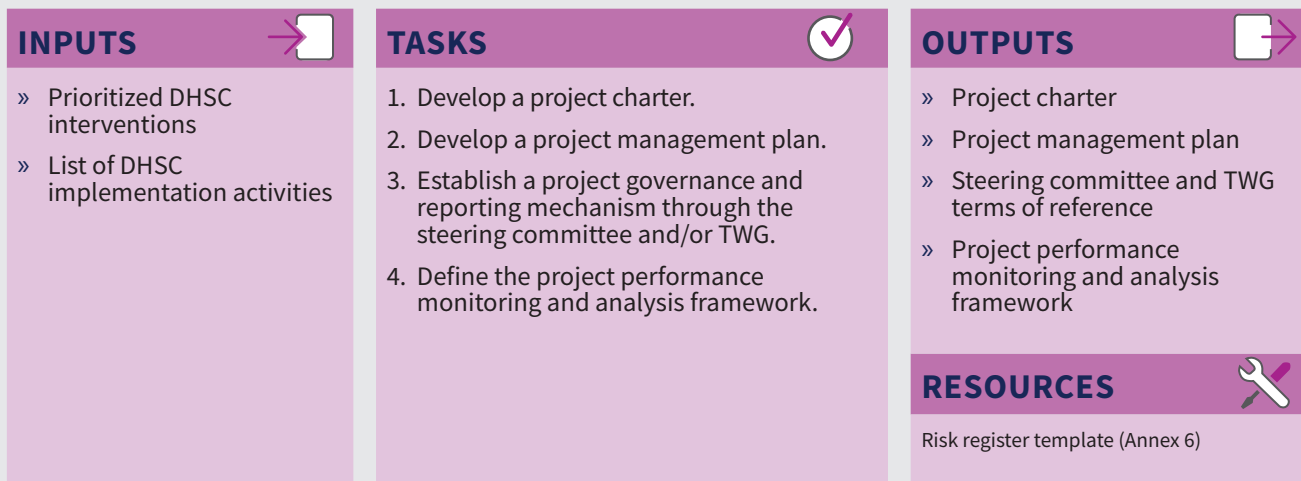 INPUTS
» Prioritized DHSC
interventions
» List of DHSC
implementation activities
TASKS
1. Develop a project charter.
2. Develop a project management plan.
3. Establish a project governance and
reporting mechanism through the
steering committee and/or TWG.
4. Define the project performance
monitoring and analysis framework.
OUTPUTS
» Project charter
» Project management plan
» Steering committee and TWG
terms of reference
» Project performance
monitoring and analysis
framework
RESOURCES
Risk register template (Annex 6)